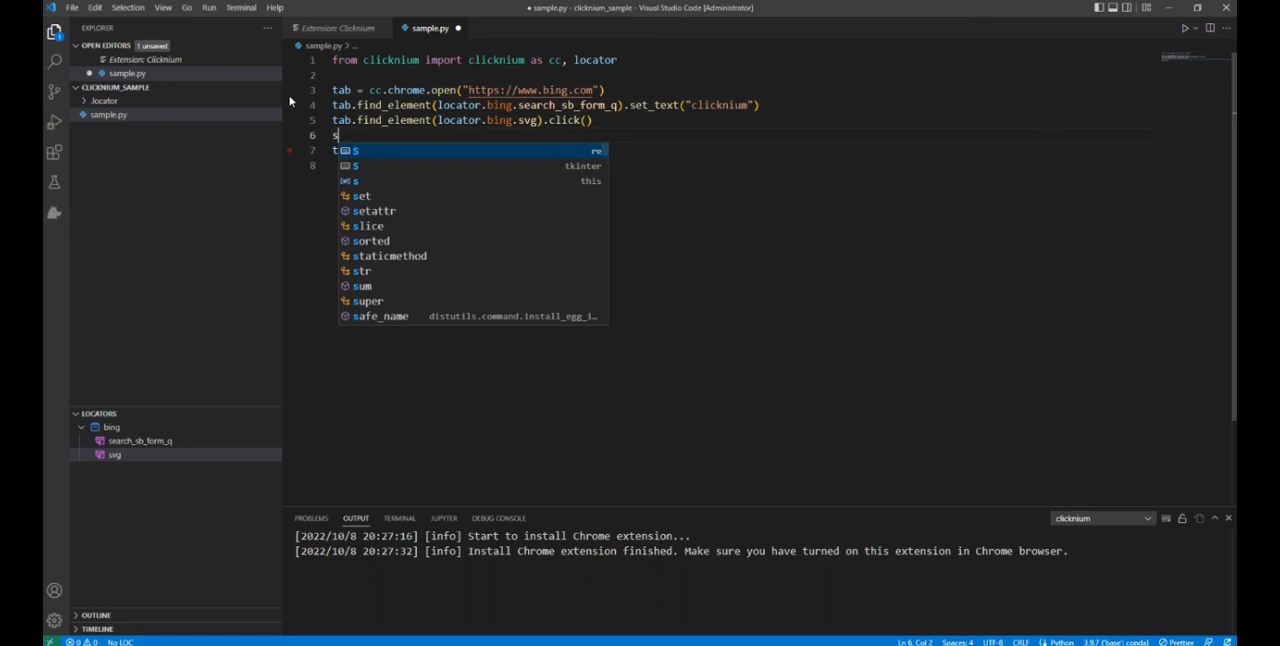 File Edit Selection View Go Run Terminal Help
● sample.py - clicknium_sample - Visual Studio Code [Administrator]
EXPLORER
OPEN EDITORS 1 unsaved
Extension: Clicknium
● sample.py
CLICKNIUM_SAMPLE
.locator
sample.py
LOCATORS
bing
search_sb_form_q
svg
OUTLINE
TIMELINE
Extension: Clicknium sample.py ●
sample.py > ...
1 from clicknium import clicknium as cc, locator
2
3 tab = cc.chrome.open("https://www.bing.com")
4 tab.find_element(locator.bing.search_sb_form_q).set_text("clicknium")
5 tab.find_element(locator.bing.svg).click()
6 s
7 t
8
S re
S tkinter
s this
set
setattr
slice
sorted
staticmethod
str
sum
super
safe_name distutils.command.install_egg_i...
PROBLEMS OUTPUT TERMINAL JUPYTER DEBUG CONSOLE
clicknium
[2022/10/8 20:27:16] [info] Start to install Chrome extension...
[2022/10/8 20:27:32] [info] Install Chrome extension finished. Make sure you have turned on this extension in Chrome browser.
0 0 No LOC
Ln 6, Col 2 Spaces: 4 UTF-8 CRLF Python 3.9.7 ('base': conda) Prettier